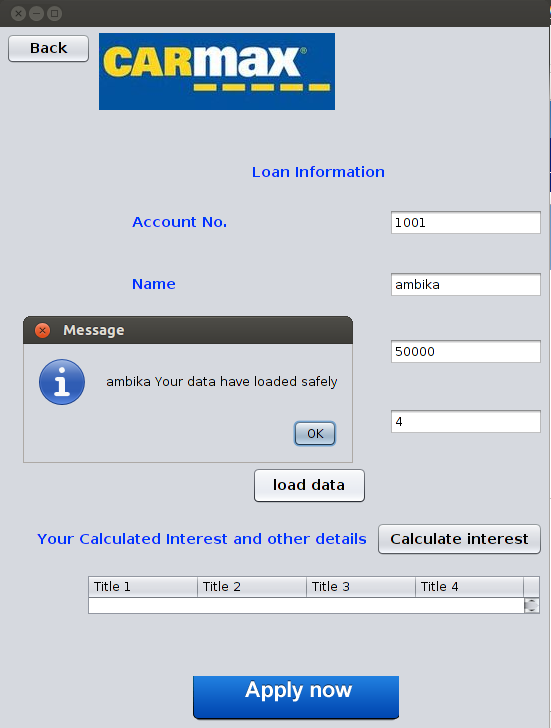 Back
CARmax®
Loan Information
Account No.
1001
Name
ambika
Message
50000
ambika Your data have loaded safely
4
OK
load data
Your Calculated Interest and other details
Calculate interest
Title 1 Title 2 Title 3 Title 4
Apply now